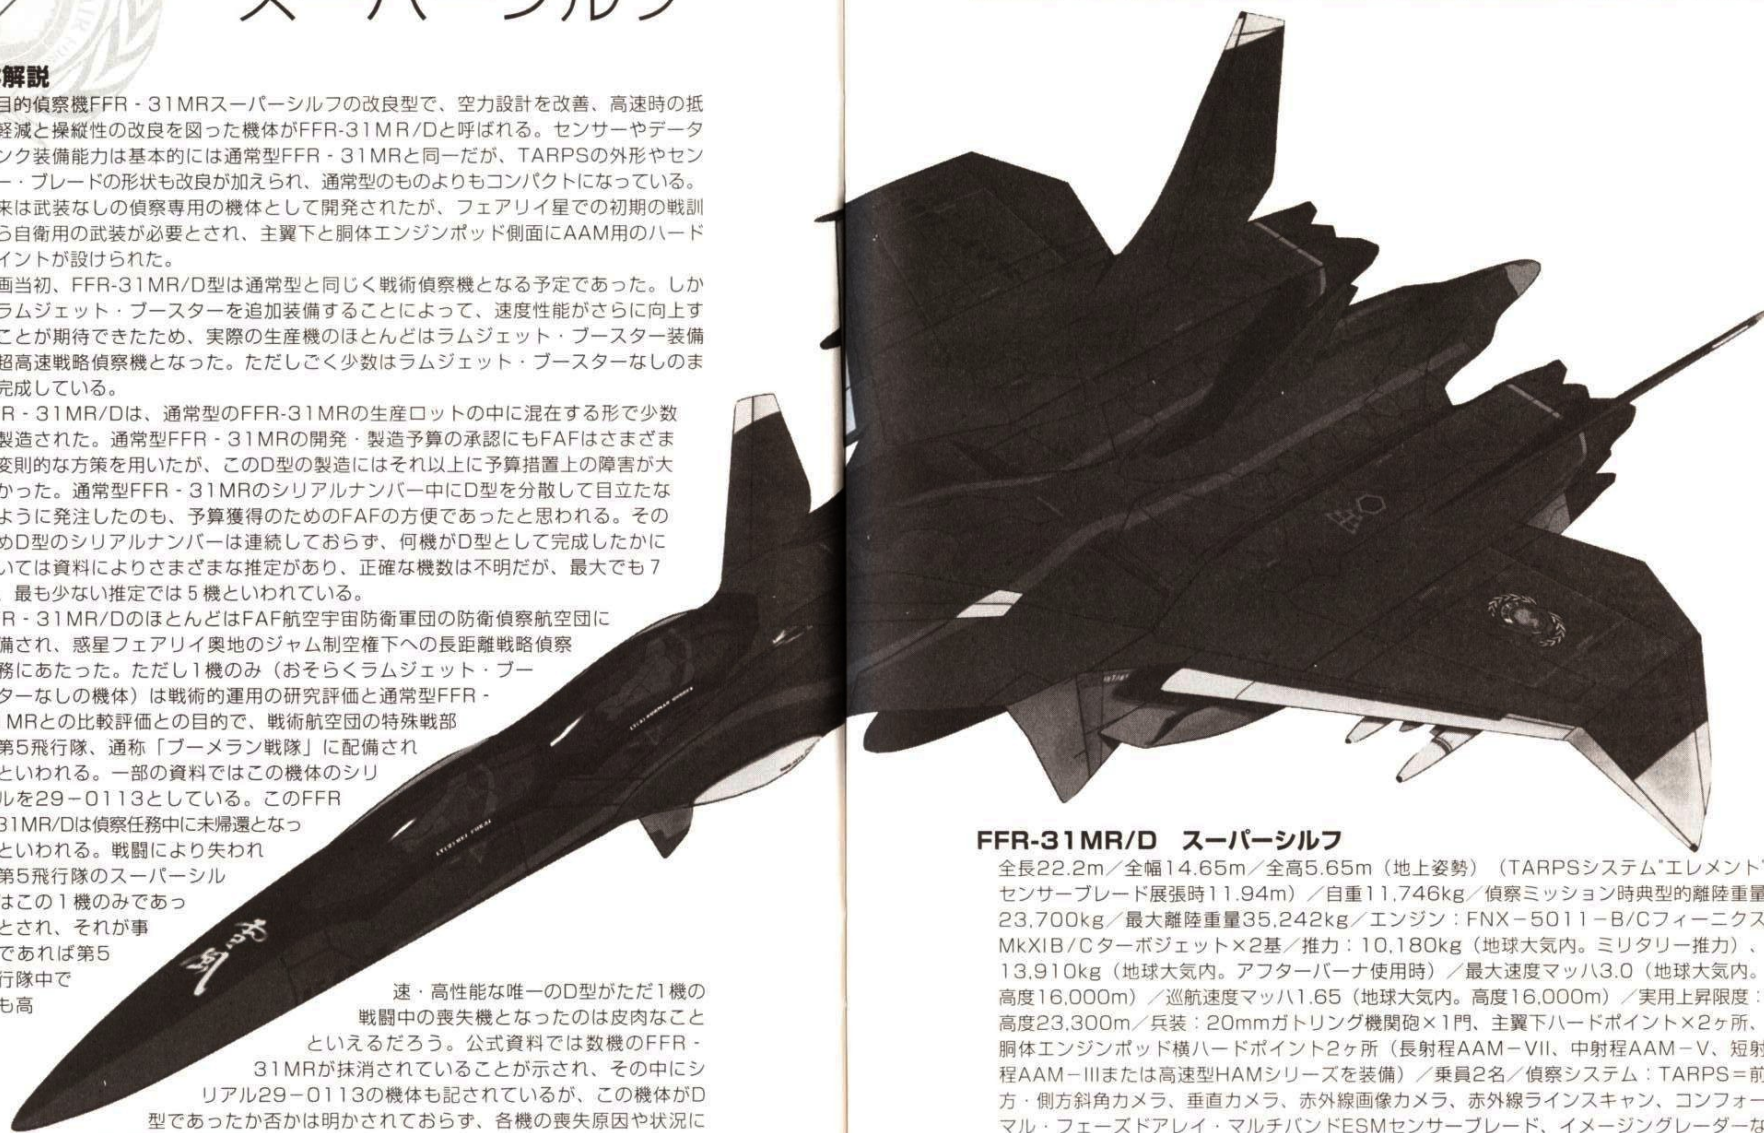 スーパーシルフ
解説
目的偵察機FFR‐31MRスーパーシルフの改良型で、空力設計を改善、高速時の抵
軽減と操縦性の改良を図った機体がFFR-31MR/Dと呼ばれる。センサーやデータ
ンク装備能力は基本的には通常型FFR‐31MRと同一だが、TARPSの外形やセン
ー・ブレードの形状も改良が加えられ、通常型のものよりもコンパクトになっている。
来は武装なしの偵察専用の機体として開発されたが、フェアリイ星での初期の戦訓
ら自衛用の武装が必要とされ、主翼下と胴体エンジンポッド側面にAAM用のハード
イントが設けられた。
画当初、FFR-31MR/D型は通常型と同じく戦術偵察機となる予定であった。しか
ラムジェット・ブースターを追加装備することによって、速度性能がさらに向上す
ことが期待できたため、実際の生産機のほとんどはラムジェット・ブースター装備
超高速戦略偵察機となった。ただしごく少数はラムジェット・ブースターなしのま
完成している。
R‐31MR/Dは、通常型のFFR-31MRの生産ロットの中に混在する形で少数
製造された。通常型FFR‐31MRの開発・製造予算の承認にもFAFはさまざま
変則的な方策を用いたが、このD型の製造にはそれ以上に予算措置上の障害が大
かった。通常型FFR‐31MRのシリアルナンバー中にD型を分散して目立たな
ように発注したのも、予算獲得のためのFAFの方便であったと思われる。その
めD型のシリアルナンバーは連続しておらず、何機がD型として完成したかに
いては資料によりさまざまな推定があり、正確な機数は不明だが、最大でも7
、最も少ない推定では5機といわれている。
R‐31MR/DのほとんどはFAF航空宇宙防衛軍団の防衛偵察航空団に
備され、惑星フェアリイ奥地のジャム制空権下への長距離戦略偵察
務にあたった。ただし1機のみ（おそらくラムジェット・ブー
ターなしの機体）は戦術的運用の研究評価と通常型FFR‐
MRとの比較評価との目的で、戦術航空団の特殊戦部
第5飛行隊、通称「ブーメラン戦隊」に配備され
といわれる。一部の資料ではこの機体のシリ
ルを29−0113としている。このFFR
31MR/Dは偵察任務中に未帰還となっ
といわれる。戦闘により失われ
第5飛行隊のスーパーシル
はこの1機のみであっ
とされ、それが事
であれば第5
行隊中で
も高
速・高性能な唯一のD型がただ1機の
戦闘中の喪失機となったのは皮肉なこと
といえるだろう。公式資料では数機のFFR‐
31MRが抹消されていることが示され、その中にシ
リアル29−0113の機体も記されているが、この機体がD
型であったか否かは明かされておらず、各機の喪失原因や状況に
FFR-31MR/D　スーパーシルフ
全長22.2m／全幅14.65m／全高5.65m（地上姿勢）（TARPSシステム"エレメント"
センサーブレード展張時11.94m）／自重11,746kg／偵察ミッション時典型的離陸重量
23,700kg／最大離陸重量35,242kg／エンジン：FNX−5011−B/Cフィーニクス
MkXIB/Cターボジェット×2基／推力：10,180kg（地球大気内。ミリタリー推力）、
13,910kg（地球大気内。アフターバーナ使用時）／最大速度マッハ3.0（地球大気内。
高度16,000m）／巡航速度マッハ1.65（地球大気内。高度16,000m）／実用上昇限度：
高度23,300m／兵装：20mmガトリング機関砲×1門、主翼下ハードポイント×2ヶ所、
胴体エンジンポッド横ハードポイント2ヶ所（長射程AAM−VII、中射程AAM−V、短射
程AAM−IIIまたは高速型HAMシリーズを装備）／乗員2名／偵察システム：TARPS＝前
方・側方斜角カメラ、垂直カメラ、赤外線画像カメラ、赤外線ラインスキャン、コンフォー
マル・フェーズドアレイ・マルチバンドESMセンサーブレード、イメージングレーダーな